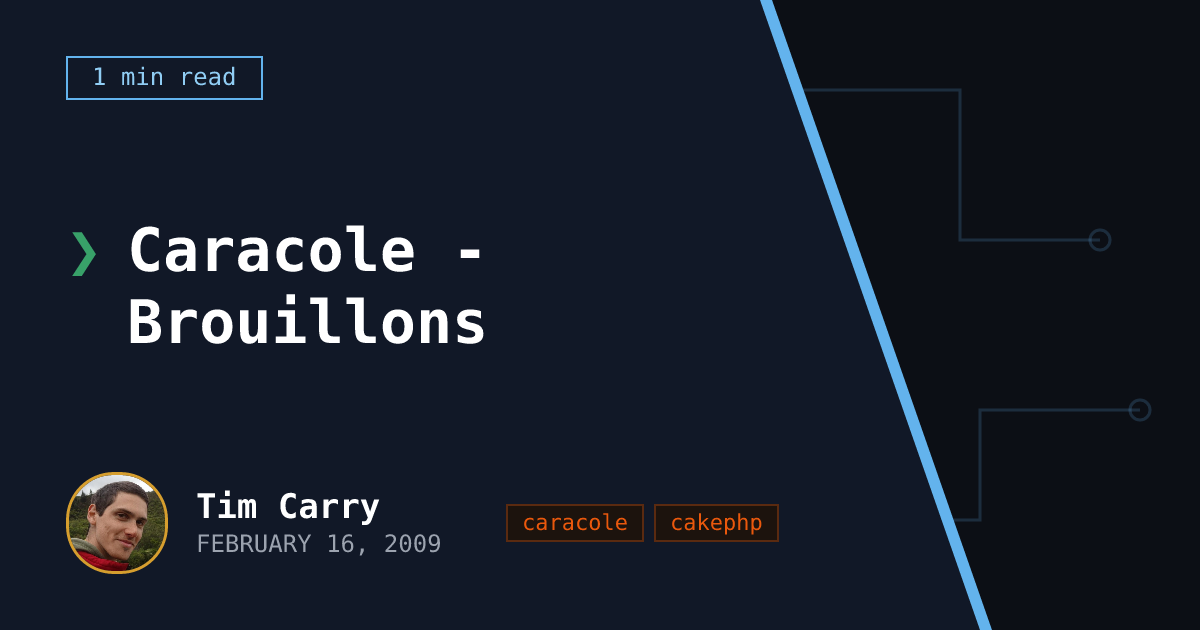 1 min read
❯ Caracole -
Brouillons
Tim Carry
FEBRUARY 16, 2009
caracole
cakephp